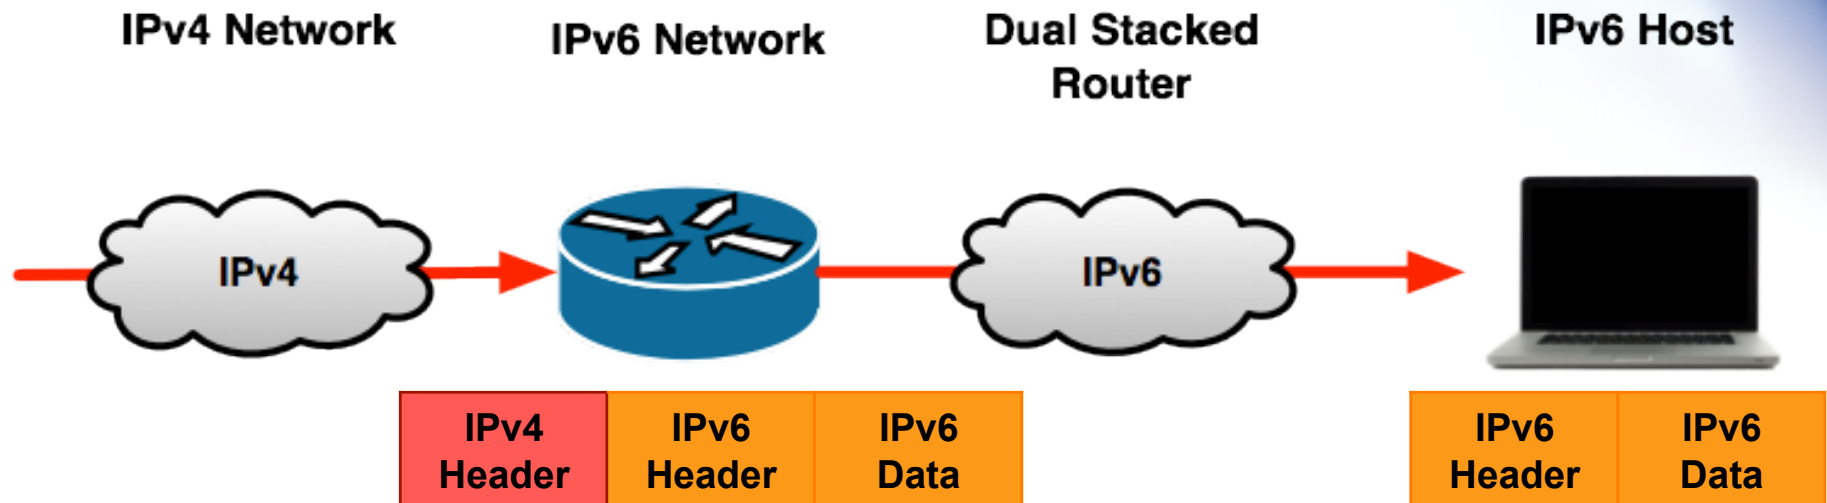 IPv4 Network
IPv6 Network
Dual Stacked
Router
IPv6 Host
IPv4
IPv6
IPv4
Header
IPv6
Header
IPv6
Data
IPv6
Header
IPv6
Data